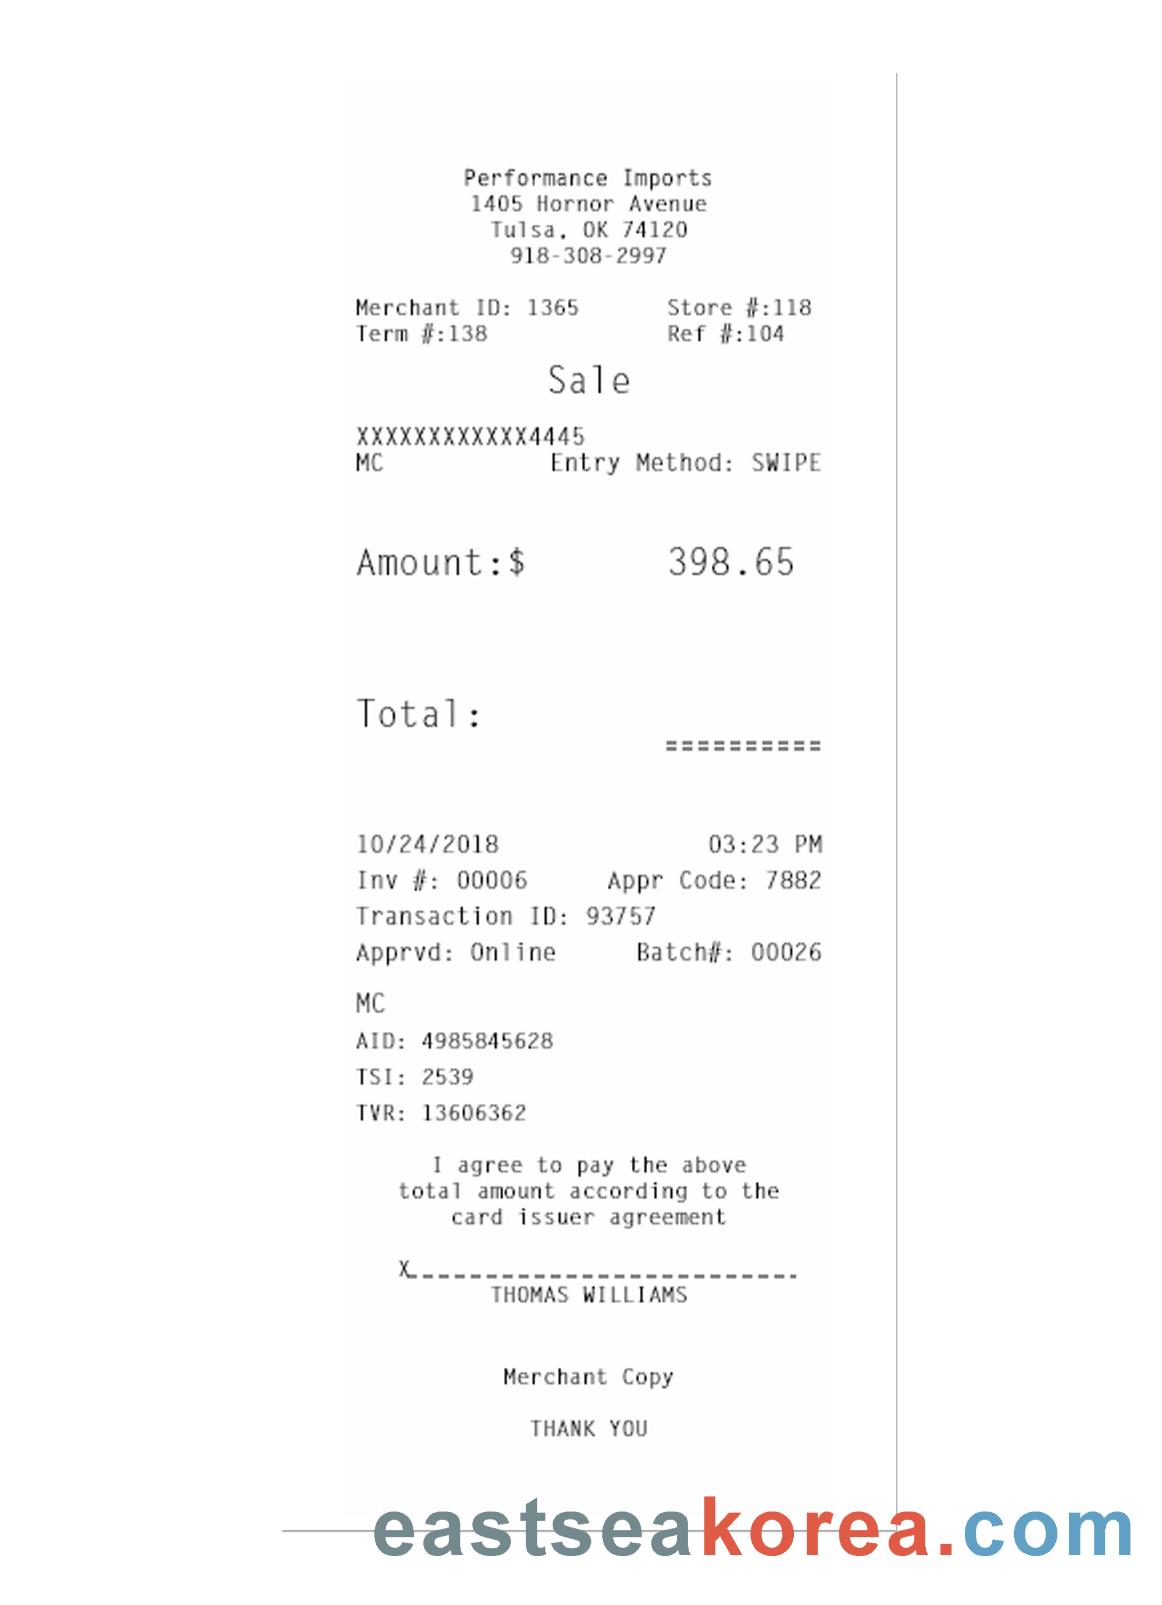 Performance Imports
1405 Hornor Avenue
Tulsa, OK 74120
918-308-2997
Merchant ID: 1365 Store #:118
Term #:138 Ref #:104
Sale
XXXXXXXXXXXX4445
MC Entry Method: SWIPE
Amount:$ 398.65
Total:
==========
10/24/2018 03:23 PM
Inv #: 00006 Appr Code: 7882
Transaction ID: 93757
Apprvd: Online Batch#: 00026
MC
AID: 4985845628
TSI: 2539
TVR: 13606362
I agree to pay the above
total amount according to the
card issuer agreement
X_________________________
THOMAS WILLIAMS
Merchant Copy
THANK YOU
eastseakorea.com